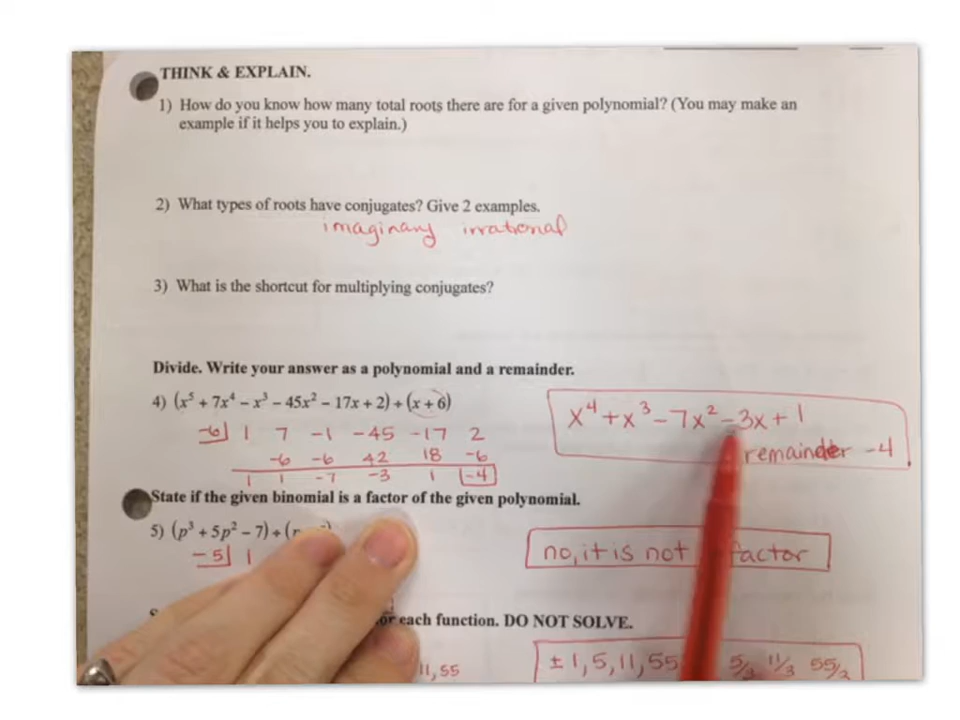 THINK & EXPLAIN.
1) How do you know how many total roots there are for a given polynomial? (You may make an
example if it helps you to explain.)
2) What types of roots have conjugates? Give 2 examples.
imaginary irrational
3) What is the shortcut for multiplying conjugates?
Divide. Write your answer as a polynomial and a remainder.
4) (x⁵ + 7x⁴ − x³ − 45x² − 17x + 2) ÷ (x + 6)
x⁴ + x³ − 7x² − 3x + 1
remainder −4
-6| 1 7 -1 -45 -17 2
-6 -6 42 18 -6
1 1 -7 -3 1 -4
State if the given binomial is a factor of the given polynomial.
5) (p³ + 5p² − 7) ÷ (p
-5| 1
no, it is not factor
for each function. DO NOT SOLVE.
11, 55
± 1, 5, 11, 55 5/3 11/3